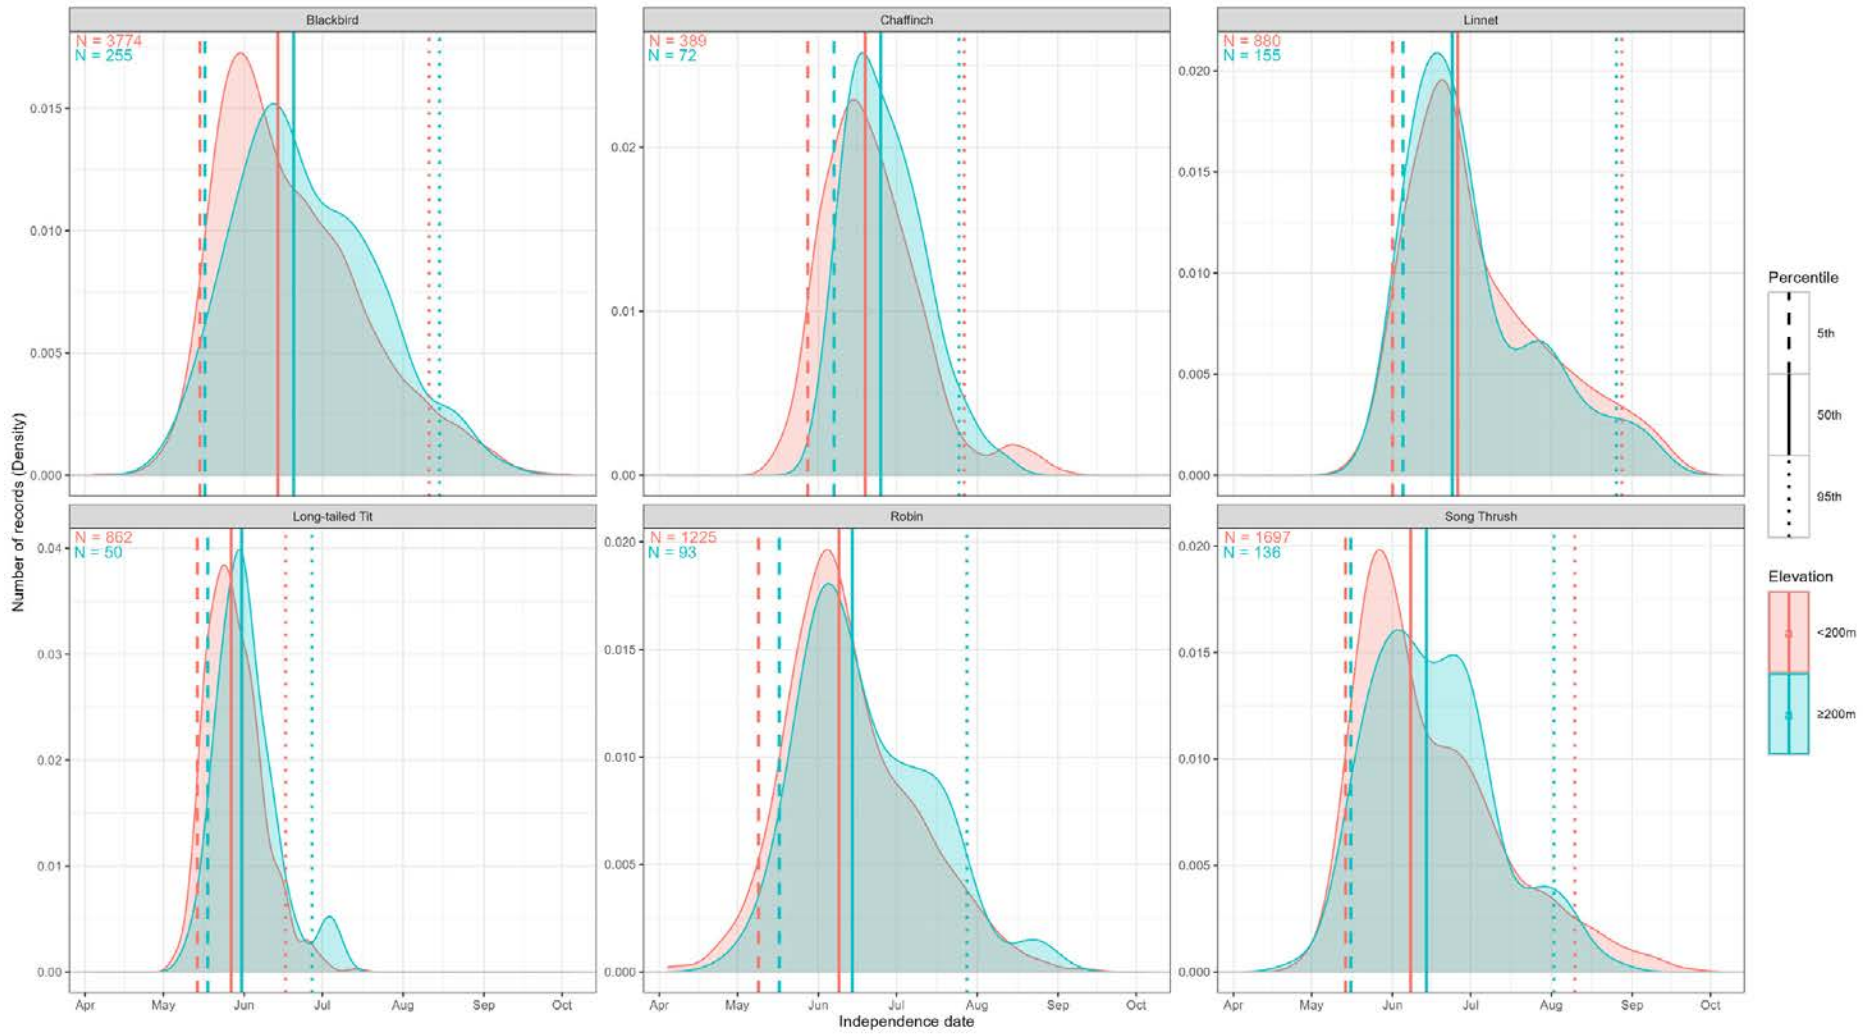 Blackbird
N = 3774
N = 255
0.015
0.010
0.005
0.000
Chaffinch
N = 389
N = 72
0.02
0.01
0.00
Linnet
N = 880
N = 155
0.020
0.015
0.010
0.005
0.000
Long-tailed Tit
N = 862
N = 50
0.04
0.03
0.02
0.01
0.00
Apr May Jun Jul Aug Sep Oct
Robin
N = 1225
N = 93
0.020
0.015
0.010
0.005
0.000
Apr May Jun Jul Aug Sep Oct
Song Thrush
N = 1697
N = 136
0.020
0.015
0.010
0.005
0.000
Apr May Jun Jul Aug Sep Oct
Number of records (Density)
Independence date
Percentile
5th
50th
95th
Elevation
<200m
≥200m